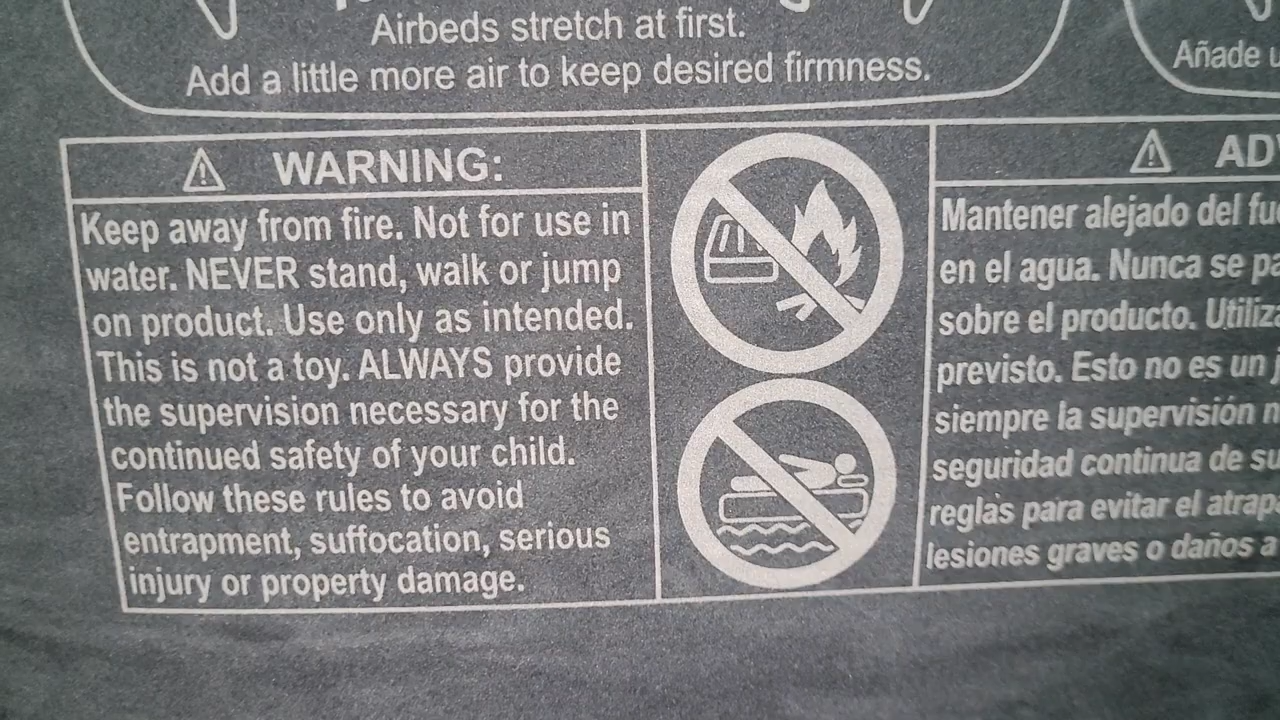 Airbeds stretch at first.
Add a little more air to keep desired firmness.
Añade
WARNING:
Keep away from fire. Not for use in
water. NEVER stand, walk or jump
on product. Use only as intended.
This is not a toy. ALWAYS provide
the supervision necessary for the
continued safety of your child.
Follow these rules to avoid
entrapment, suffocation, serious
injury or property damage.
Mantener alejado del
en el agua. Nunca se
sobre el producto.
previsto. Esto no es un
siempre la supervisión
seguridad continua de
reglas para evitar el
lesiones graves o daños a